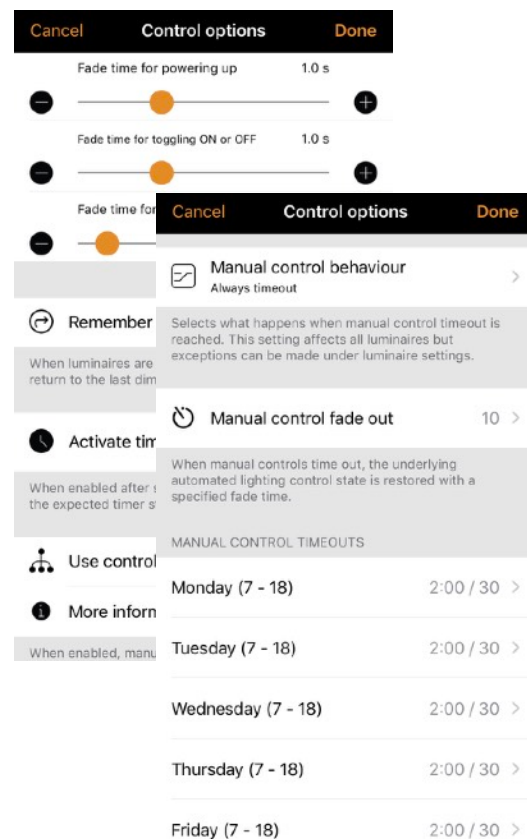 Cancel Control options Done
Fade time for powering up 1.0 s
Fade time for toggling ON or OFF 1.0 s
Fade time for
Remember
When luminaires are
return to the last dim
Activate tim
When enabled after s
the expected timer s
Use control
More inform
When enabled, manu
Cancel Control options Done
Manual control behaviour
Always timeout
Selects what happens when manual control timeout is
reached. This setting affects all luminaires but
exceptions can be made under luminaire settings.
Manual control fade out 10
When manual controls time out, the underlying
automated lighting control state is restored with a
specified fade time.
MANUAL CONTROL TIMEOUTS
Monday (7 - 18) 2:00 / 30
Tuesday (7 - 18) 2:00 / 30
Wednesday (7 - 18) 2:00 / 30
Thursday (7 - 18) 2:00 / 30
Friday (7 - 18) 2:00 / 30